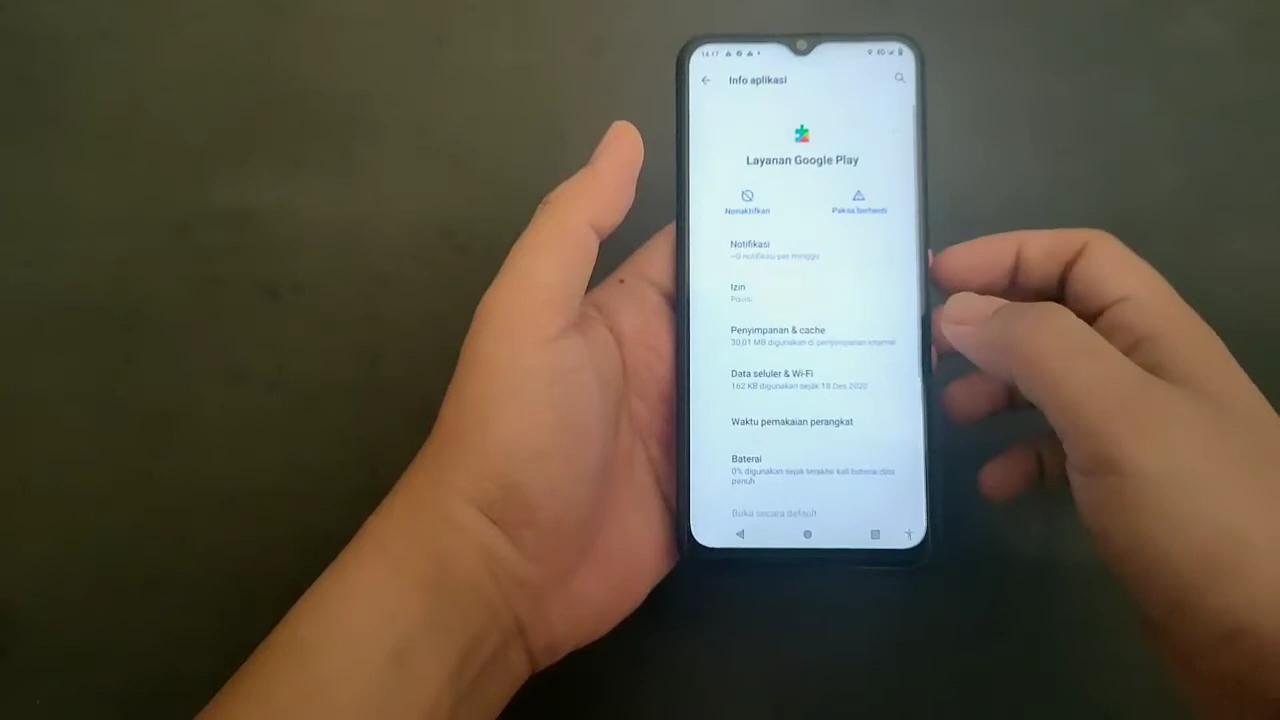 14.17
Info aplikasi
Layanan Google Play
Nonaktifkan
Paksa berhenti
Notifikasi
~0 notifikasi per minggu
Izin
Penyimpanan & cache
30,01 MB digunakan di penyimpanan internal
Data seluler & Wi-Fi
162 KB digunakan sejak 18 Des 2020
Waktu pemakaian perangkat
Baterai
0% digunakan sejak terakhir kali baterai diisi
penuh
Buka secara default